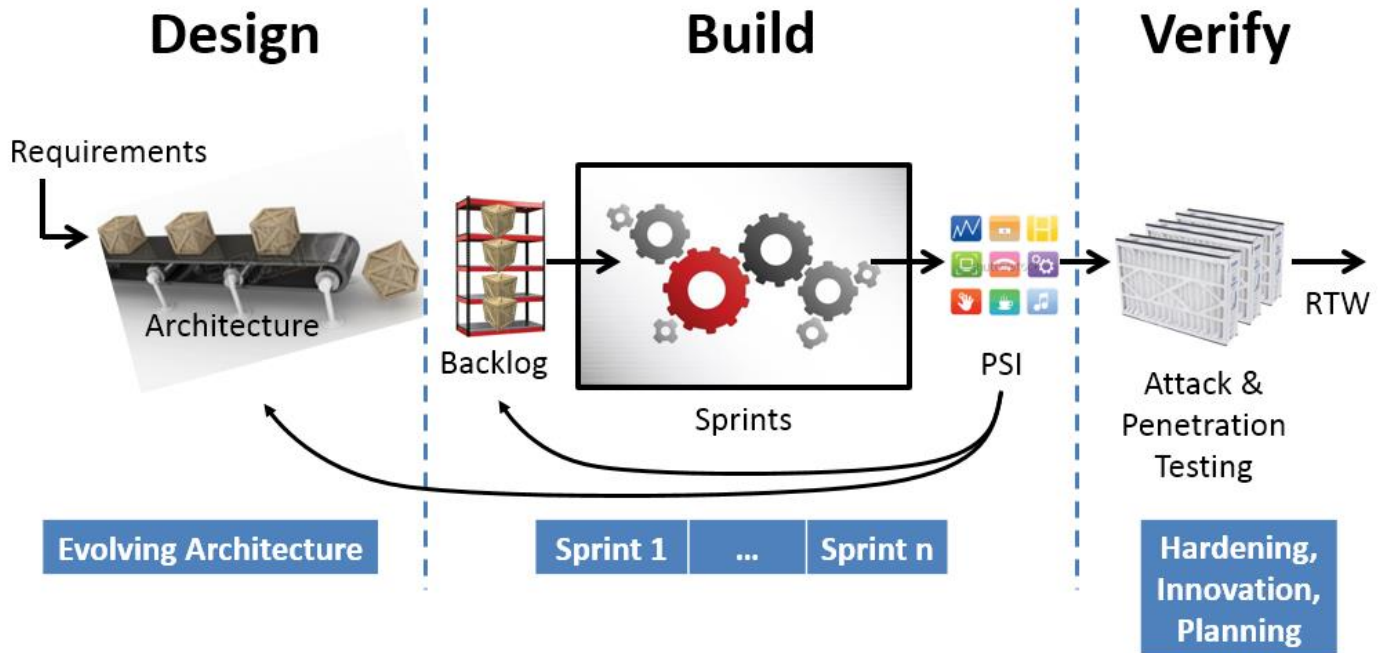 Design
Build
Verify
Requirements
Architecture
Backlog
Sprints
PSI
RTW
Attack &
Penetration
Testing
Evolving Architecture
Sprint 1
...
Sprint n
Hardening,
Innovation,
Planning